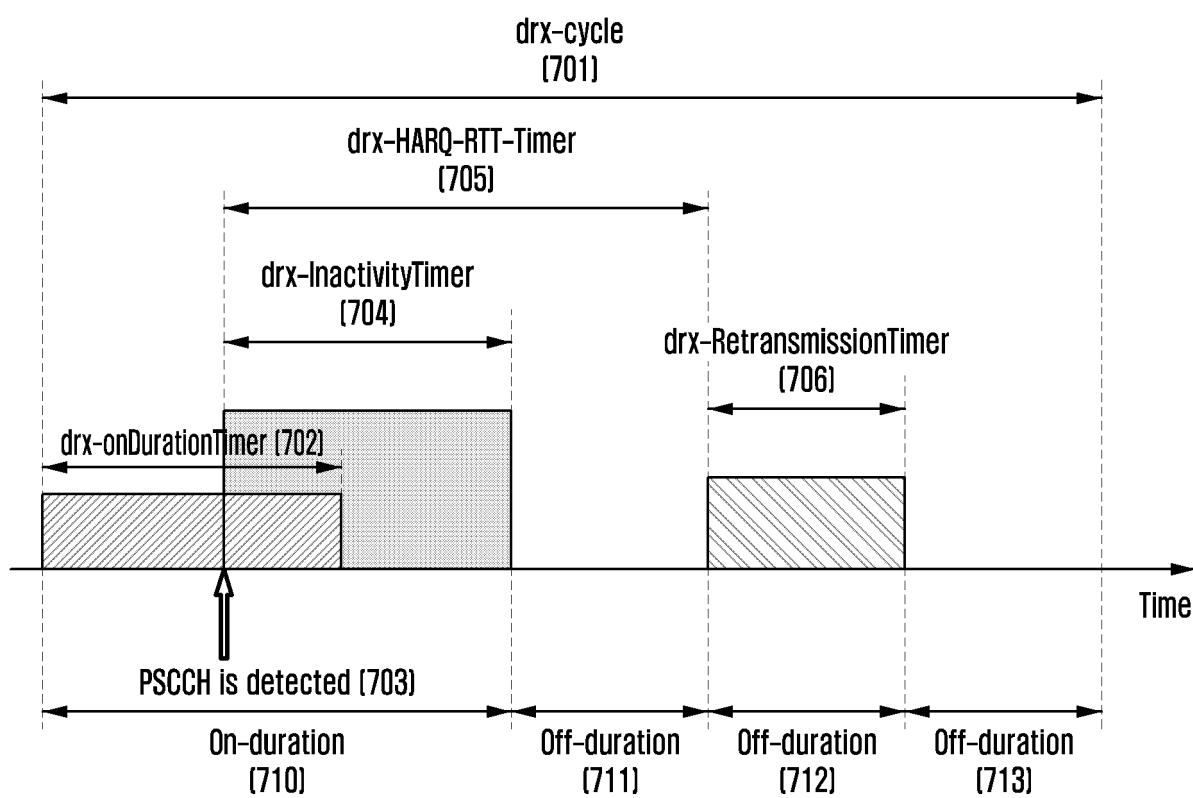 drx-cycle
(701)
drx-HARQ-RTT-Timer
(705)
drx-InactivityTimer
(704)
drx-RetransmissionTimer
(706)
drx-onDurationTimer (702)
Time
PSCCH is detected (703)
On-duration
(710)
Off-duration
(711)
Off-duration
(712)
Off-duration
(713)